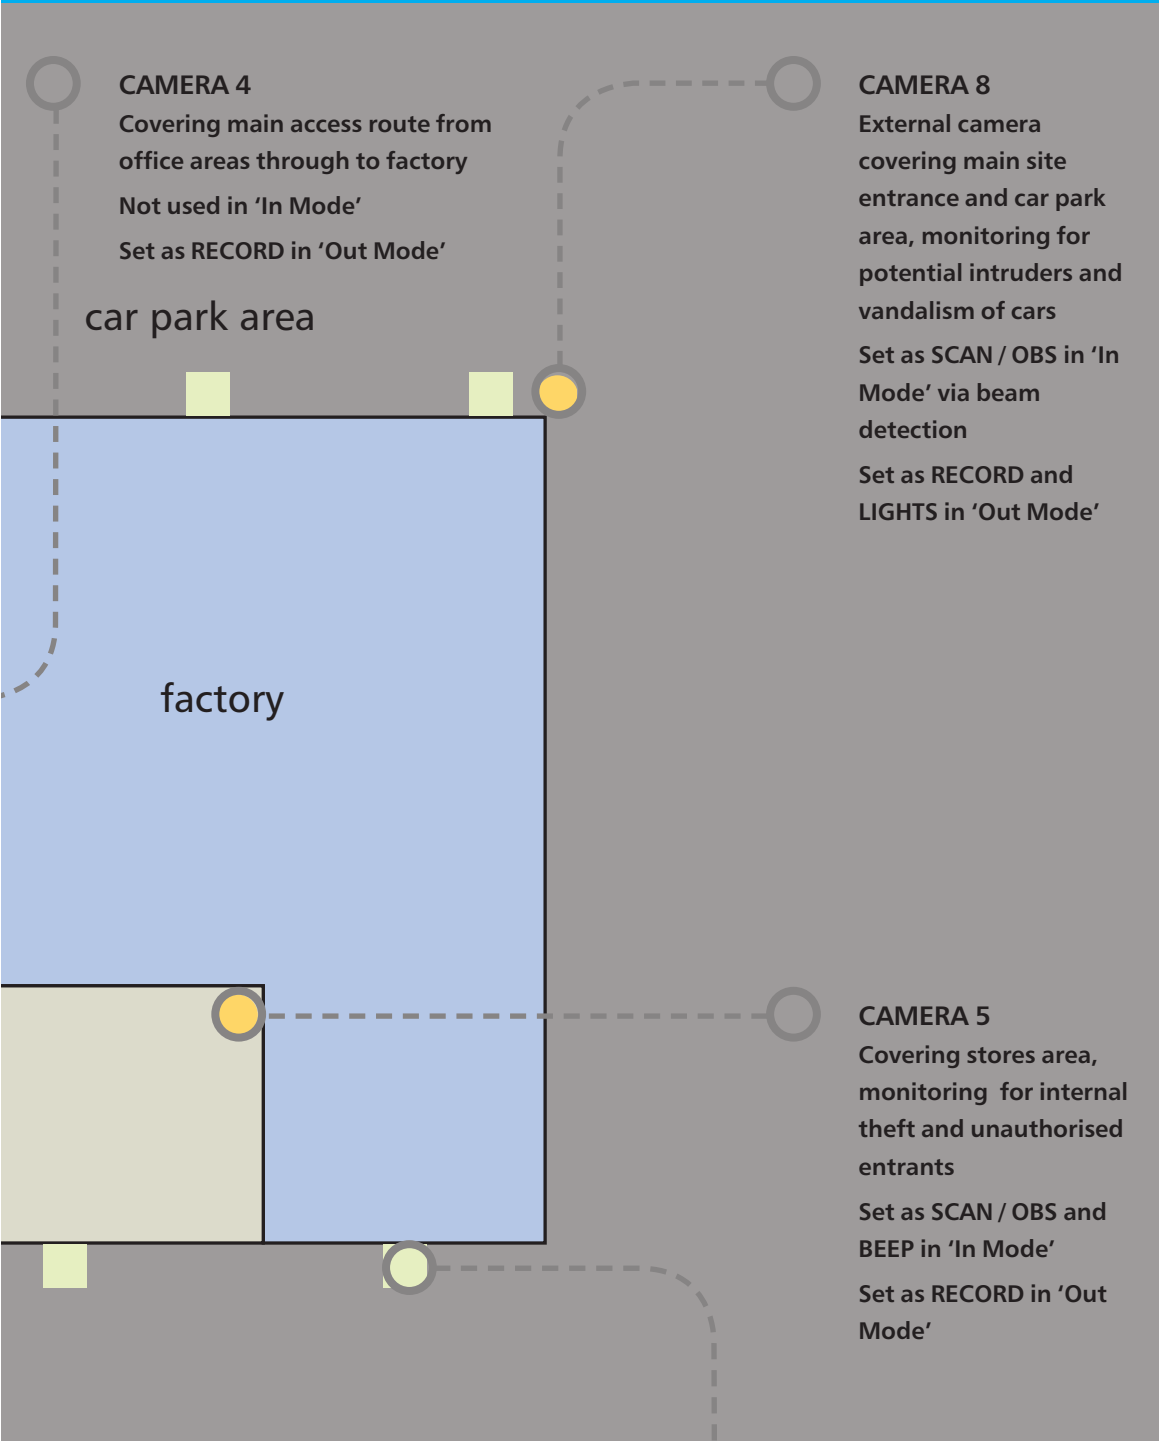 CAMERA 4
Covering main access route from
office areas through to factory
Not used in ‘In Mode’
Set as RECORD in ‘Out Mode’
car park area
CAMERA 8
External camera
covering main site
entrance and car park
area, monitoring for
potential intruders and
vandalism of cars
Set as SCAN / OBS in ‘In
Mode’ via beam
detection
Set as RECORD and
LIGHTS in ‘Out Mode’
factory
CAMERA 5
Covering stores area,
monitoring for internal
theft and unauthorised
entrants
Set as SCAN / OBS and
BEEP in ‘In Mode’
Set as RECORD in ‘Out
Mode’